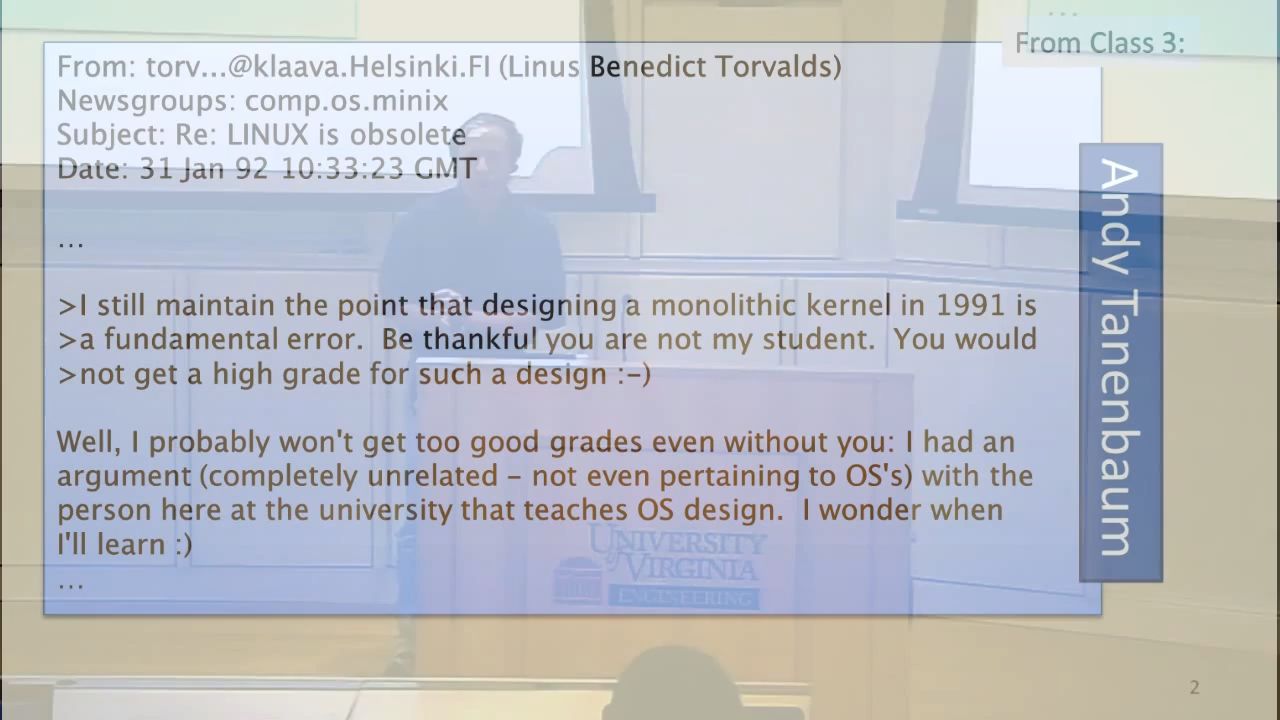 From Class 3:
From: torv...@klaava.Helsinki.FI (Linus Benedict Torvalds)
Newsgroups: comp.os.minix
Subject: Re: LINUX is obsolete
Date: 31 Jan 92 10:33:23 GMT
...
>I still maintain the point that designing a monolithic kernel in 1991 is
>a fundamental error.  Be thankful you are not my student.  You would
>not get a high grade for such a design :-)
Well, I probably won't get too good grades even without you: I had an
argument (completely unrelated – not even pertaining to OS's) with the
person here at the university that teaches OS design.  I wonder when
I'll learn :)
...
Andy Tanenbaum
UNIVERSITY
of VIRGINIA
ENGINEERING
2